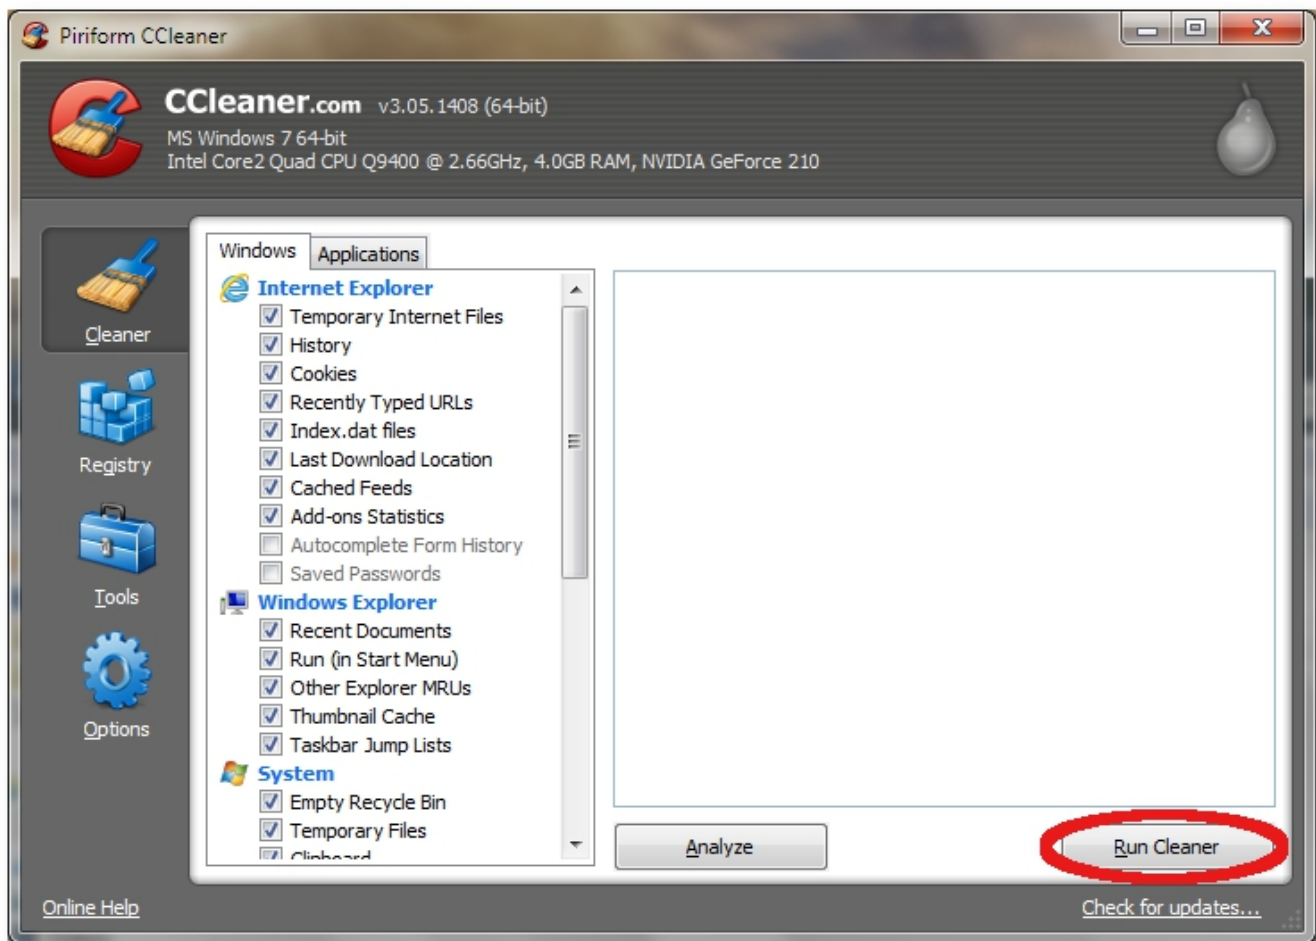 Piriform CCleaner
CCleaner.com v3.05.1408 (64-bit)
MS Windows 7 64-bit
Intel Core2 Quad CPU Q9400 @ 2.66GHz, 4.0GB RAM, NVIDIA GeForce 210
Cleaner
Registry
Tools
Options
Windows Applications
Internet Explorer
Temporary Internet Files
History
Cookies
Recently Typed URLs
Index.dat files
Last Download Location
Cached Feeds
Add-ons Statistics
Autocomplete Form History
Saved Passwords
Windows Explorer
Recent Documents
Run (in Start Menu)
Other Explorer MRUs
Thumbnail Cache
Taskbar Jump Lists
System
Empty Recycle Bin
Temporary Files
Clipboard
Analyze Run Cleaner
Online Help Check for updates...